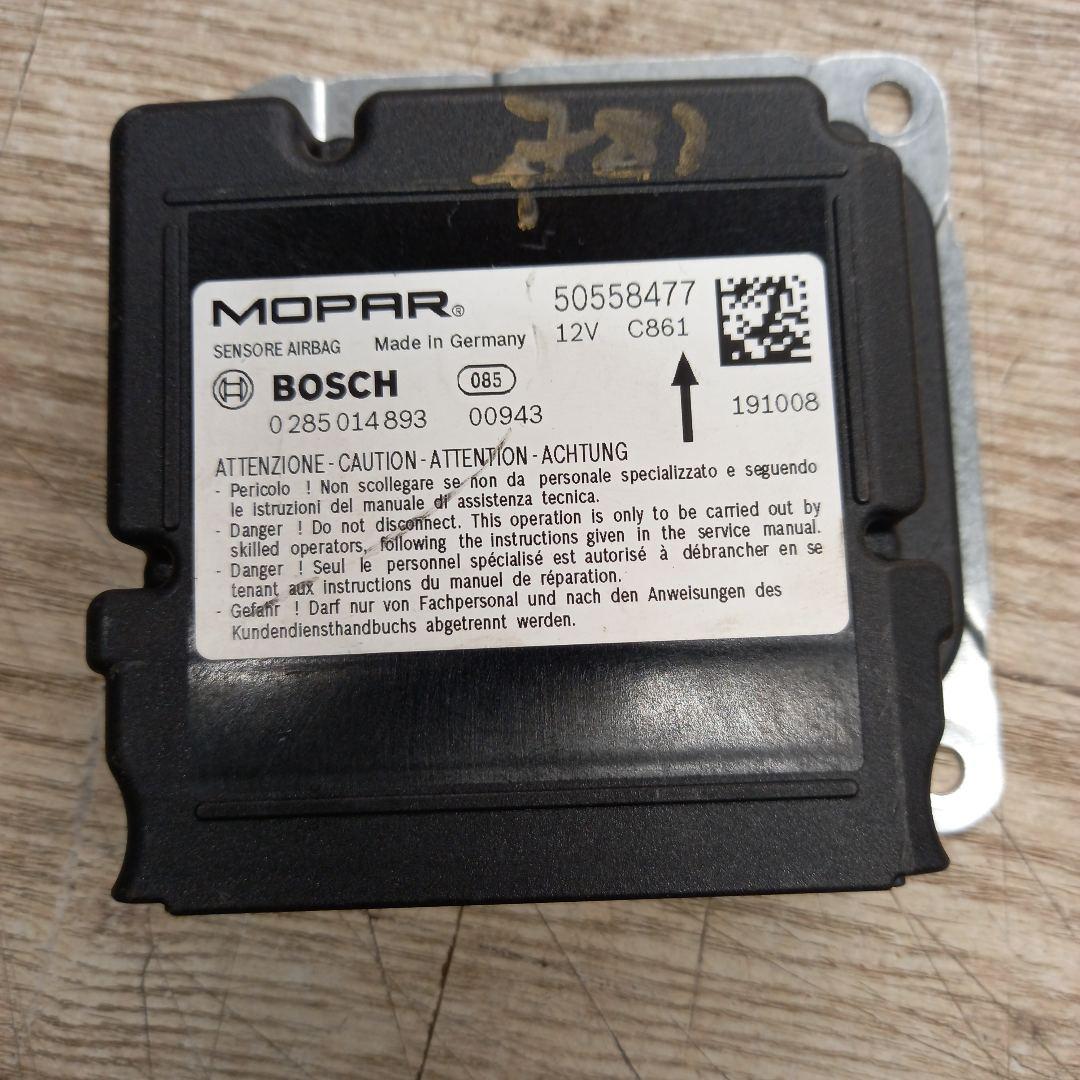 MOPAR®
50558477
SENSORE AIRBAG Made in Germany
12V C861
BOSCH 085
0 285 014 893 00943
191008
ATTENZIONE - CAUTION - ATTENTION - ACHTUNG
- Pericolo ! Non scollegare se non da personale specializzato e seguendo
le istruzioni del manuale di assistenza tecnica.
- Danger ! Do not disconnect. This operation is only to be carried out by
skilled operators, following the instructions given in the service manual.
- Danger ! Seul le personnel spécialisé est autorisé à débrancher en se
tenant aux instructions du manuel de réparation.
- Gefahr ! Darf nur von Fachpersonal und nach den Anweisungen des
Kundendiensthandbuchs abgetrennt werden.